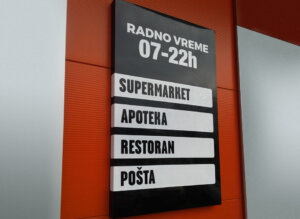 RADNO VREME
07-22h
SUPERMARKET
APOTEKA
RESTORAN
POŠTA